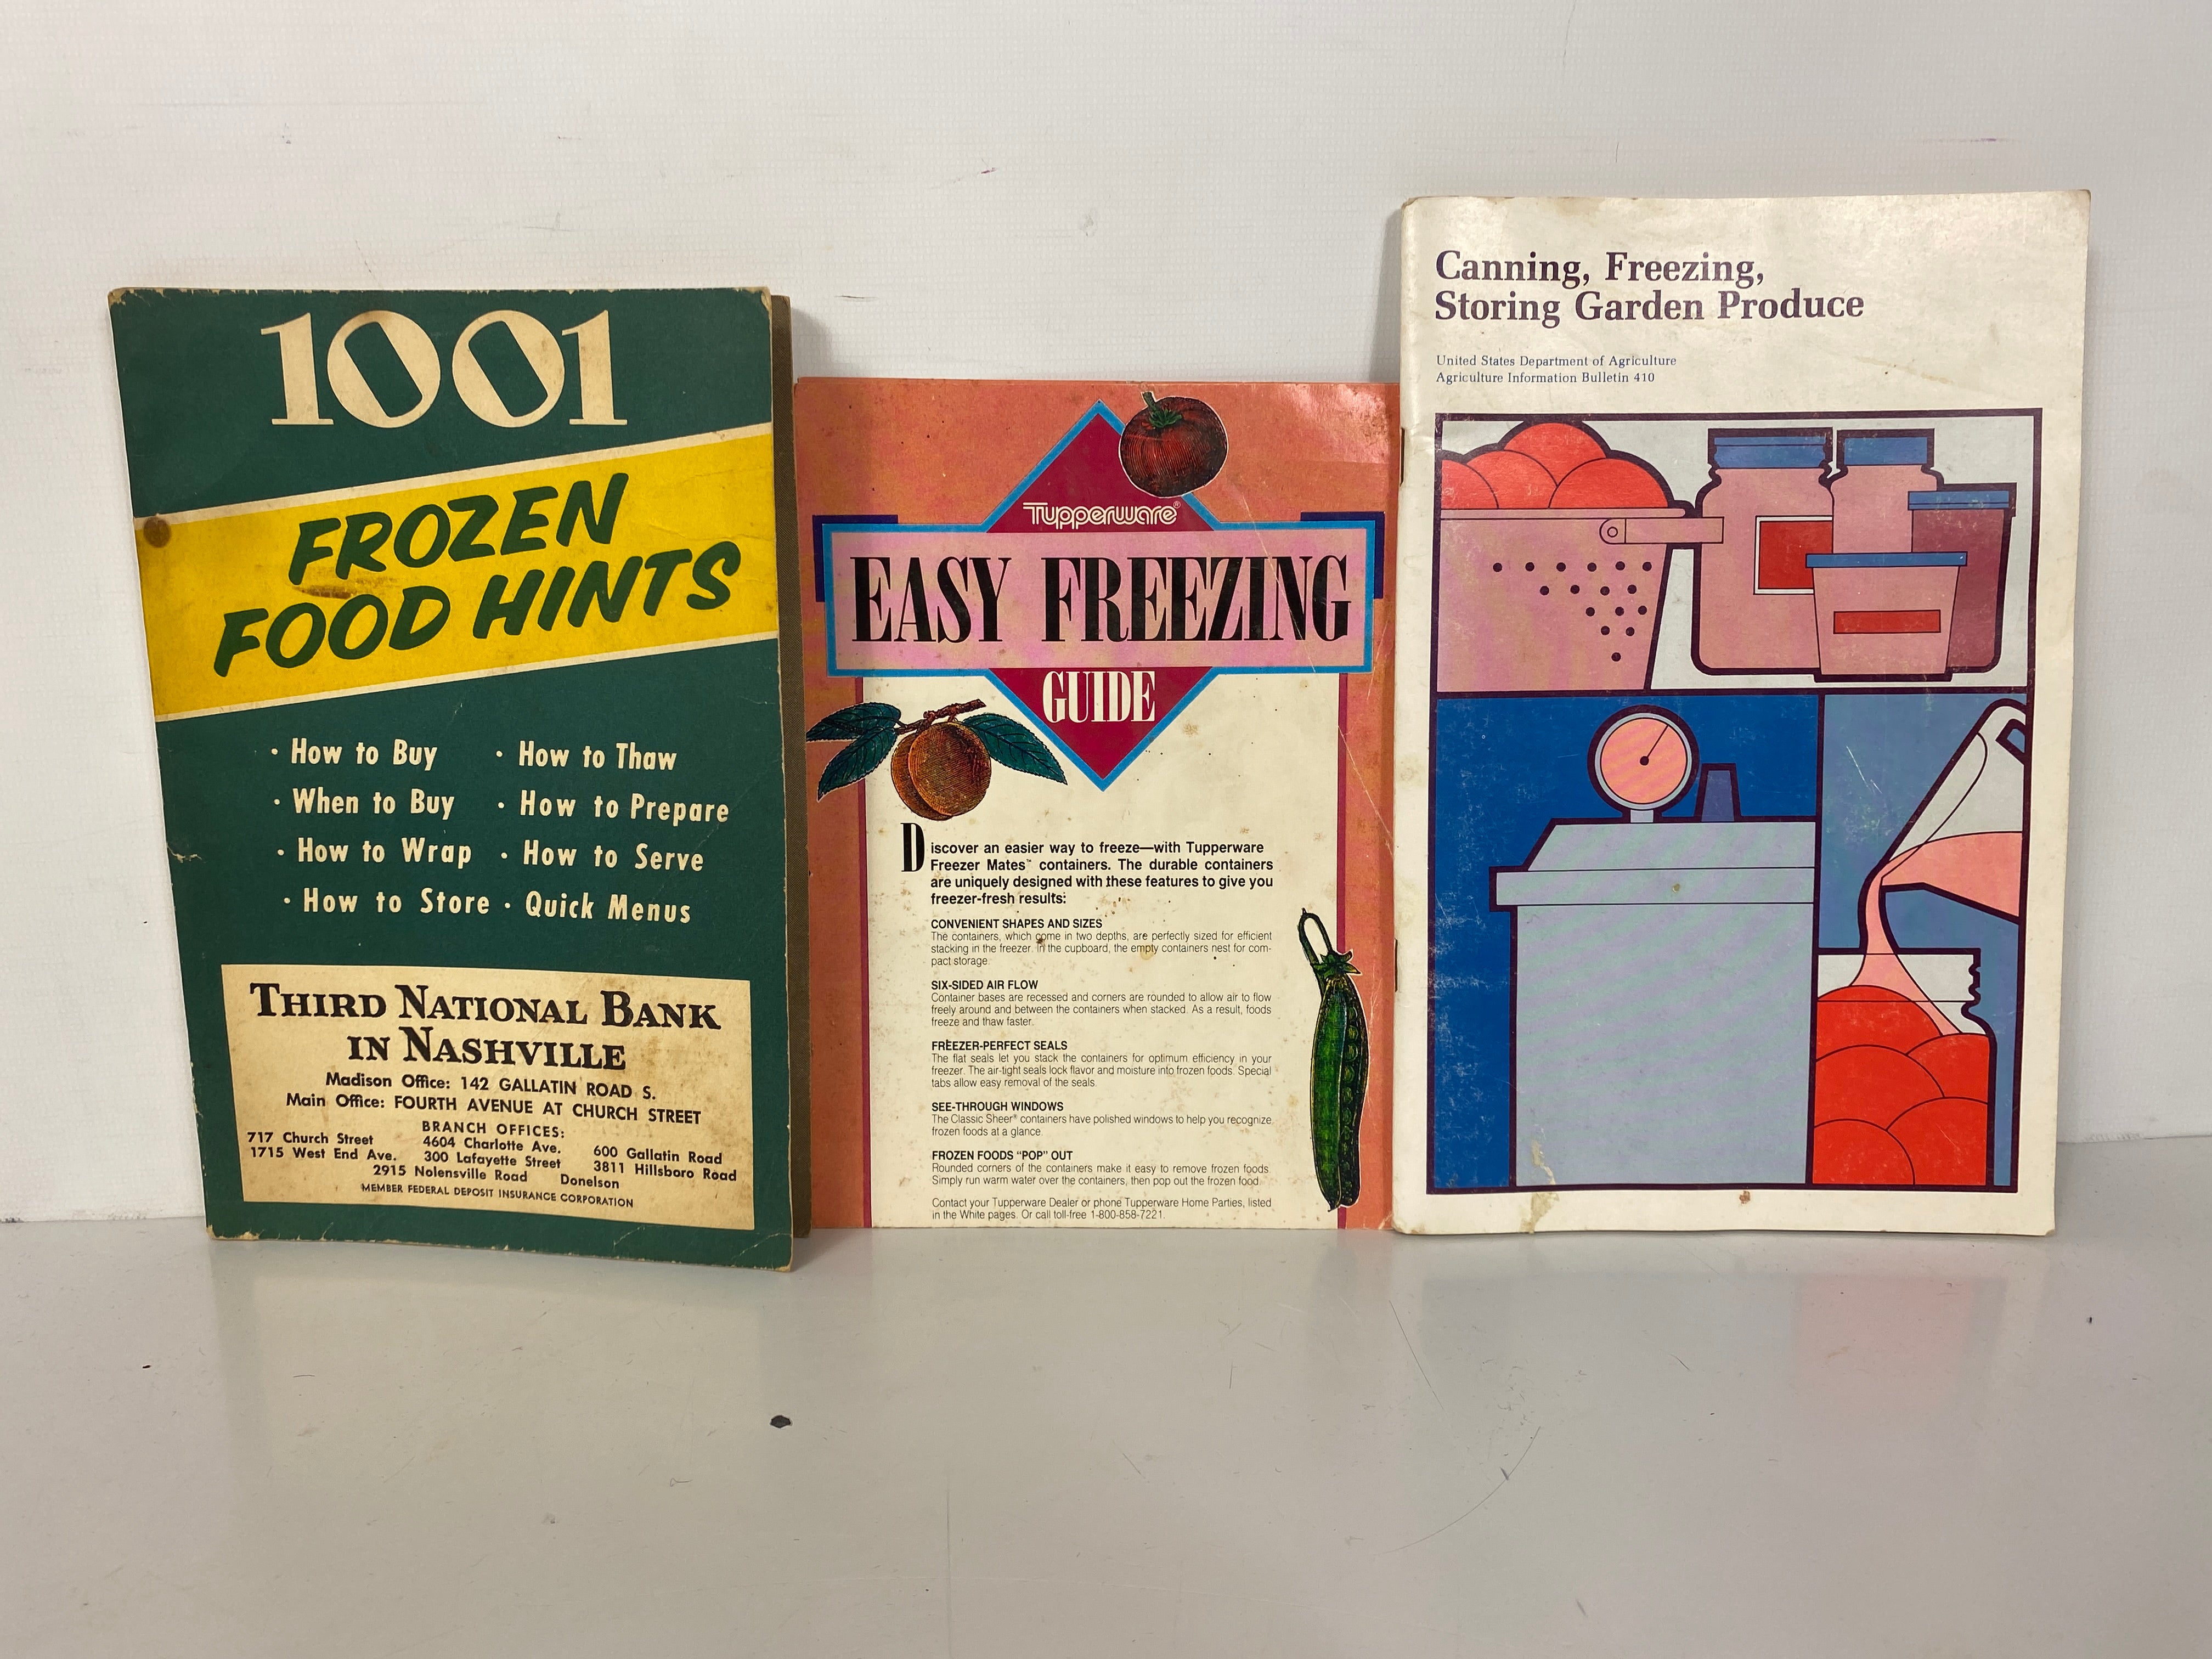 1001
FROZEN
FOOD HINTS
· How to Buy
· When to Buy
· How to Wrap
· How to Store
· How to Thaw
· How to Prepare
· How to Serve
· Quick Menus
THIRD NATIONAL BANK
IN NASHVILLE
Madison Office: 142 GALLATIN ROAD S.
Main Office: FOURTH AVENUE AT CHURCH STREET
BRANCH OFFICES:
717 Church Street 4604 Charlotte Ave. 600 Gallatin Road
1715 West End Ave. 300 Lafayette Street 3811 Hillsboro Road
2915 Nolensville Road Donelson
MEMBER FEDERAL DEPOSIT INSURANCE CORPORATION
Tupperware®
EASY FREEZING
GUIDE
Discover an easier way to freeze—with Tupperware
Freezer Mates™ containers. The durable containers
are uniquely designed with these features to give you
freezer-fresh results:
CONVENIENT SHAPES AND SIZES
The containers, which come in two depths, are perfectly sized for efficient
stacking in the freezer. In the cupboard, the empty containers nest for com-
pact storage.
SIX-SIDED AIR FLOW
Container bases are recessed and corners are rounded to allow air to flow
freely around and between the containers when stacked. As a result, foods
freeze and thaw faster.
FREEZER-PERFECT SEALS
The flat seals let you stack the containers for optimum efficiency in your
freezer. The air-tight seals lock flavor and moisture into frozen foods. Special
tabs allow easy removal of the seals.
SEE-THROUGH WINDOWS
The Classic Sheer® containers have polished windows to help you recognize
frozen foods at a glance.
FROZEN FOODS “POP” OUT
Rounded corners of the containers make it easy to remove frozen foods.
Simply run warm water over the containers, then pop out the frozen food.
Contact your Tupperware Dealer or phone Tupperware Home Parties, listed
in the White pages. Or call toll-free 1-800-858-7221.
Canning, Freezing,
Storing Garden Produce
United States Department of Agriculture
Agriculture Information Bulletin 410